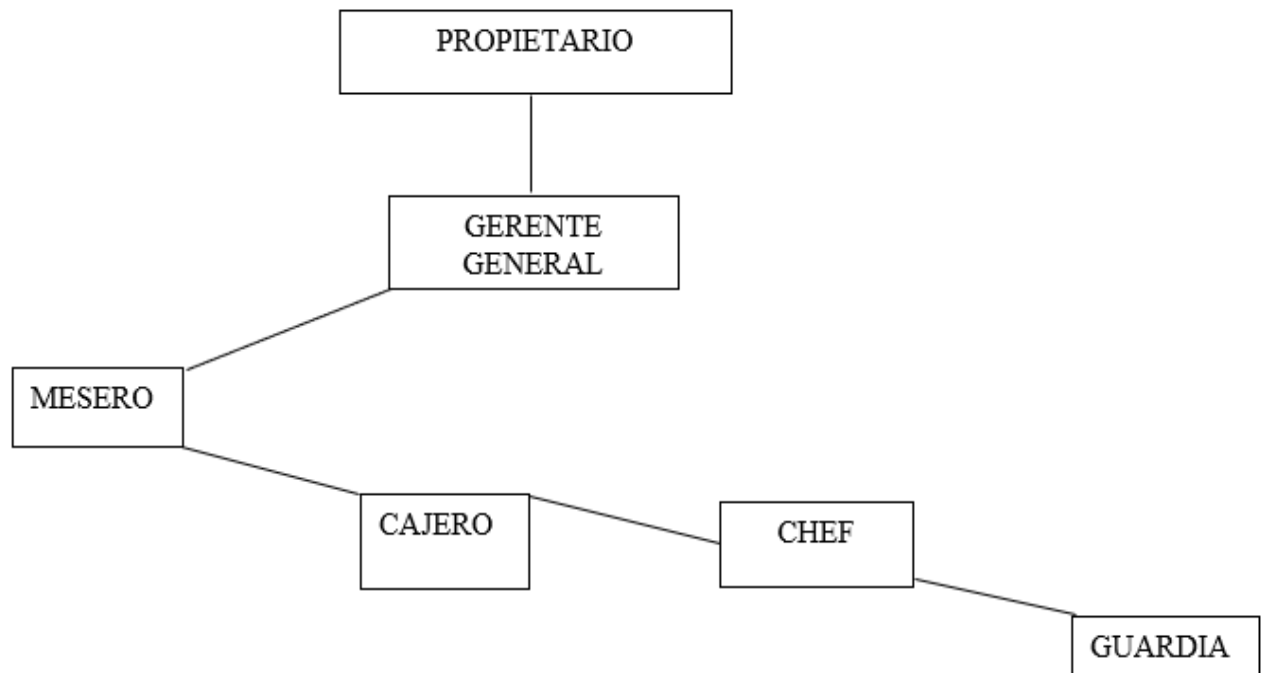 PROPIETARIO
GERENTE
GENERAL
MESERO
CAJERO
CHEF
GUARDIA